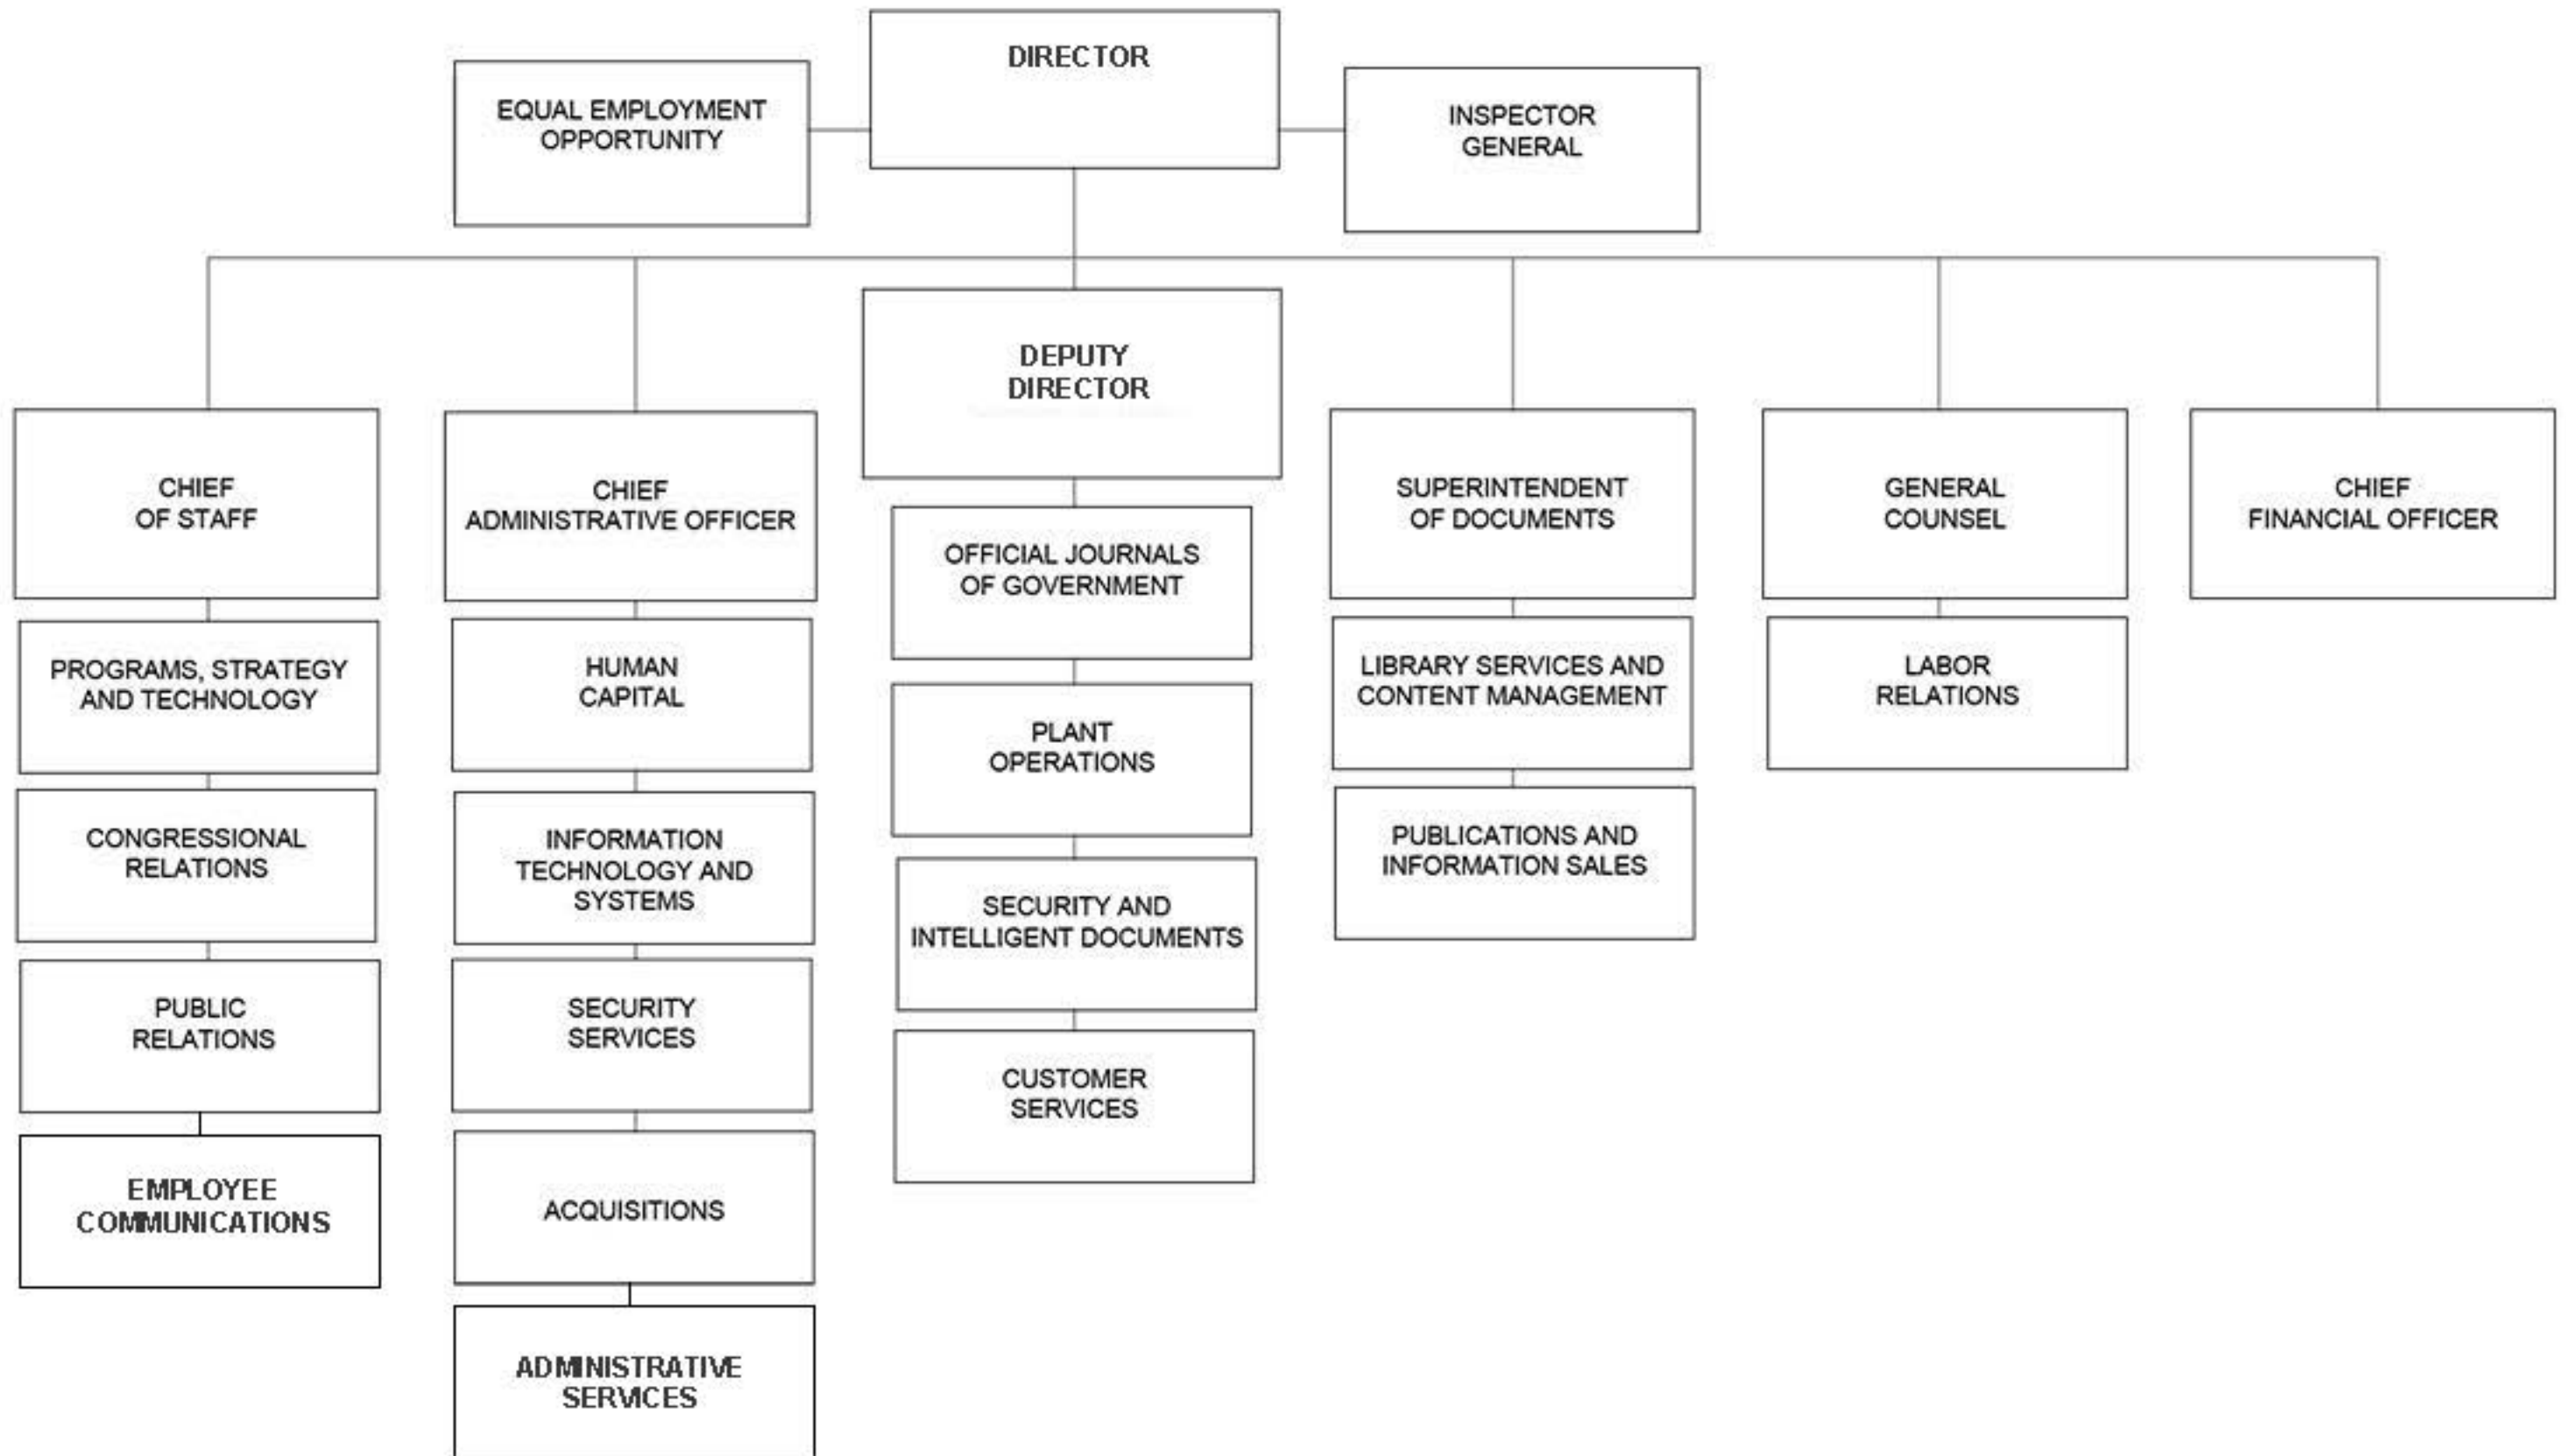 DIRECTOR
EQUAL EMPLOYMENT
OPPORTUNITY
INSPECTOR
GENERAL
DEPUTY
DIRECTOR
CHIEF
OF STAFF
CHIEF
ADMINISTRATIVE OFFICER
SUPERINTENDENT
OF DOCUMENTS
GENERAL
COUNSEL
CHIEF
FINANCIAL OFFICER
PROGRAMS, STRATEGY
AND TECHNOLOGY
CONGRESSIONAL
RELATIONS
PUBLIC
RELATIONS
EMPLOYEE
COMMUNICATIONS
HUMAN
CAPITAL
INFORMATION
TECHNOLOGY AND
SYSTEMS
SECURITY
SERVICES
ACQUISITIONS
ADMINISTRATIVE
SERVICES
OFFICIAL JOURNALS
OF GOVERNMENT
PLANT
OPERATIONS
SECURITY AND
INTELLIGENT DOCUMENTS
CUSTOMER
SERVICES
LIBRARY SERVICES AND
CONTENT MANAGEMENT
PUBLICATIONS AND
INFORMATION SALES
LABOR
RELATIONS